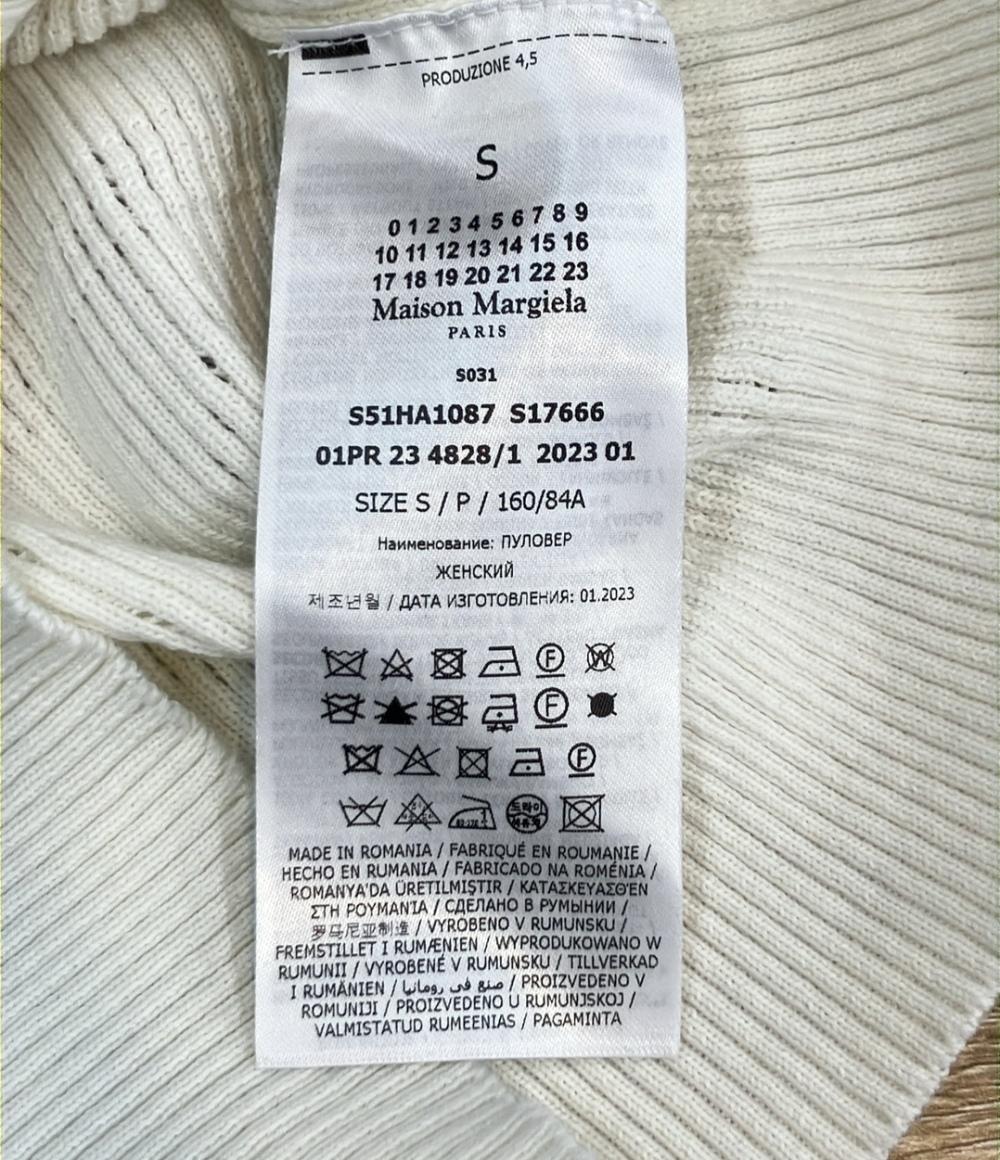 PRODUZIONE 4,5
S
0 1 2 3 4 5 6 7 8 9
10 11 12 13 14 15 16
17 18 19 20 21 22 23
Maison Margiela
PARIS
S031
S51HA1087 S17666
01PR 23 4828/1 2023 01
SIZE S / P / 160/84A
Наименование: ПУЛОВЕР
ЖЕНСКИЙ
제조년월 / ДАТА ИЗГОТОВЛЕНИЯ: 01.2023
F W
F
F
드라이
MADE IN ROMANIA / FABRIQUÉ EN ROUMANIE /
HECHO EN RUMANIA / FABRICADO NA ROMÉNIA /
ROMANYA'DA ÜRETILMIŞTIR / ΚΑΤΑΣΚΕΥΑΣΘ'ΕΝ
ΣΤΗ ΡΟΥΜΑΝΊΑ / СДЕЛАНО В РУМЫНИИ /
罗马尼亚制造 / VYROBENO V RUMUNSKU /
FREMSTILLET I RUMÆNIEN / WYPRODUKOWANO W
RUMUNII / VYROBENÉ V RUMUNSKU / TILLVERKAD
I RUMÄNIEN / صنع في رومانيا / PROIZVEDENO V
ROMUNIJI / PROIZVEDENO U RUMUNJSKOJ /
VALMISTATUD RUMEENIAS / PAGAMINTA